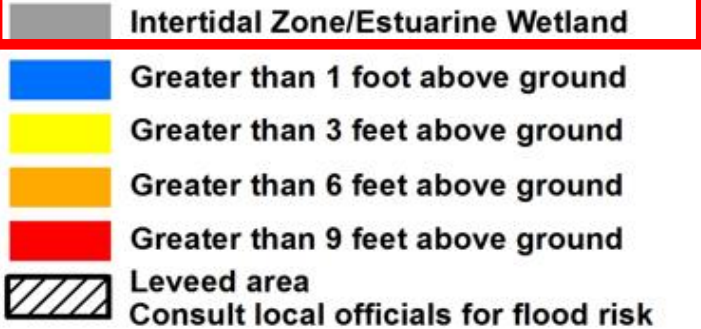 Intertidal Zone/Estuarine Wetland
Greater than 1 foot above ground
Greater than 3 feet above ground
Greater than 6 feet above ground
Greater than 9 feet above ground
Leveed area
Consult local officials for flood risk